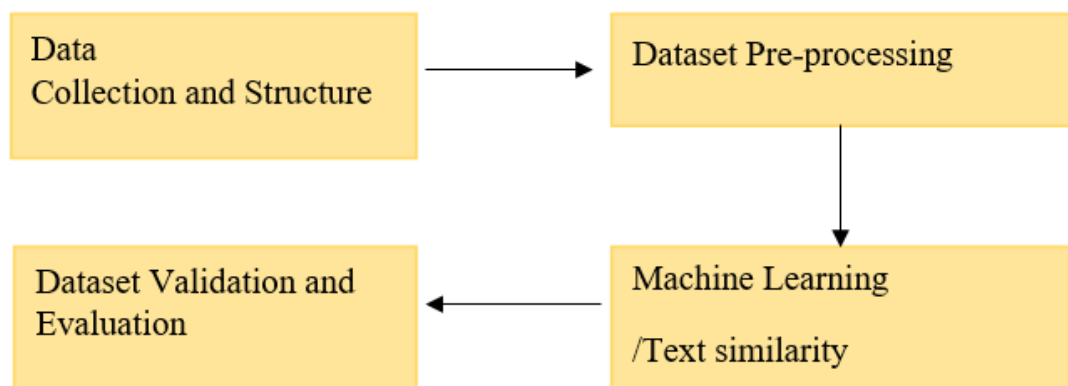 Data
Collection and Structure
Dataset Pre-processing
Machine Learning
/Text similarity
Dataset Validation and
Evaluation